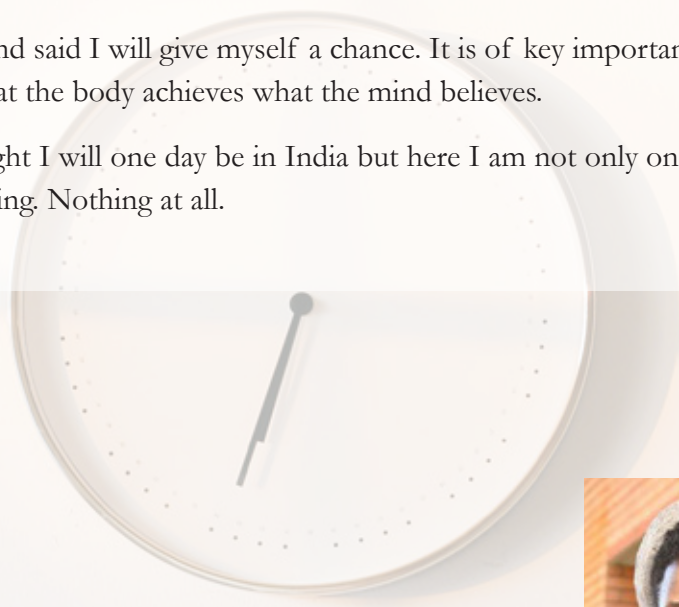 nd said I will give myself a chance. It is of key importan
at the body achieves what the mind believes.
ght I will one day be in India but here I am not only on
ing. Nothing at all.